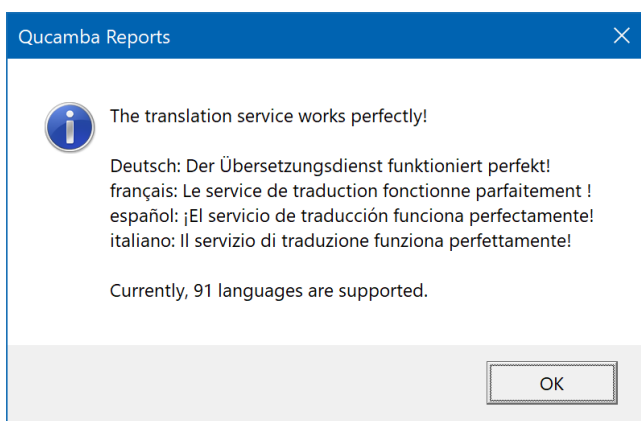 Qucamba Reports
The translation service works perfectly!
Deutsch: Der Übersetzungsdienst funktioniert perfekt!
français: Le service de traduction fonctionne parfaitement !
español: ¡El servicio de traducción funciona perfectamente!
italiano: Il servizio di traduzione funziona perfettamente!
Currently, 91 languages are supported.
OK